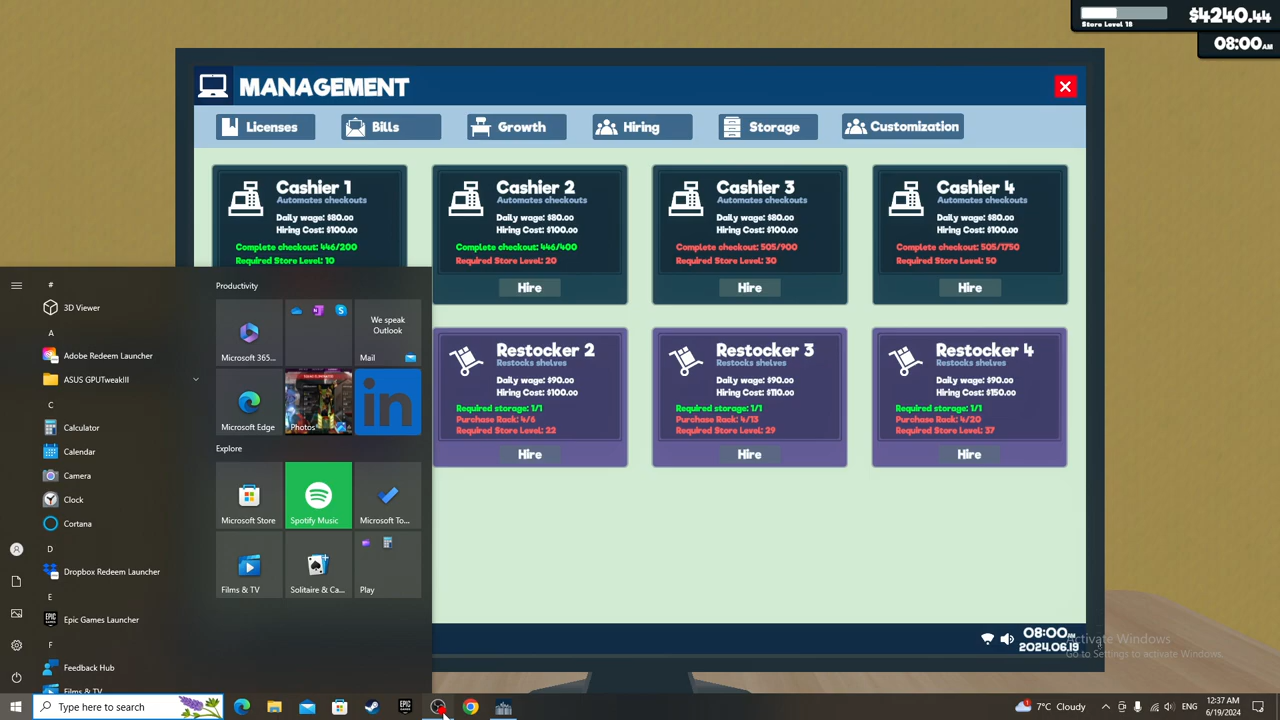 $4240.44
Store Level 18
08:00AM
MANAGEMENT
Licenses
Bills
Growth
Hiring
Storage
Customization
Cashier 1
Automates checkouts
Daily wage: $80.00
Hiring Cost: $100.00
Complete checkout: 446/200
Required Store Level: 10
Cashier 2
Automates checkouts
Daily wage: $80.00
Hiring Cost: $100.00
Complete checkout: 446/400
Required Store Level: 20
Hire
Cashier 3
Automates checkouts
Daily wage: $80.00
Hiring Cost: $100.00
Complete checkout: 505/900
Required Store Level: 30
Hire
Cashier 4
Automates checkouts
Daily wage: $80.00
Hiring Cost: $100.00
Complete checkout: 505/1750
Required Store Level: 50
Hire
Restocker 2
Restocks shelves
Daily wage: $90.00
Hiring Cost: $100.00
Required storage: 1/1
Purchase Rack: 4/6
Required Store Level: 22
Hire
Restocker 3
Restocks shelves
Daily wage: $90.00
Hiring Cost: $110.00
Required storage: 1/1
Purchase Rack: 4/13
Required Store Level: 29
Hire
Restocker 4
Restocks shelves
Daily wage: $90.00
Hiring Cost: $150.00
Required storage: 1/1
Purchase Rack: 4/20
Required Store Level: 37
Hire
#
3D Viewer
A
Adobe Redeem Launcher
ASUS GPUTweakIII
C
Calculator
Calendar
Camera
Clock
Cortana
D
Dropbox Redeem Launcher
E
Epic Games Launcher
F
Feedback Hub
Films & TV
Productivity
Microsoft 365...
We speak
Outlook
Mail
Microsoft Edge
Photos
in
Explore
Microsoft Store
Spotify Music
Microsoft To...
Films & TV
Solitaire & Ca...
Play
08:00AM
2024.06.19
Activate Windows
Go to Settings to activate Windows.
Type here to search
EPIC
GAMES
1
7°C Cloudy
12:37 AM
6/19/2024